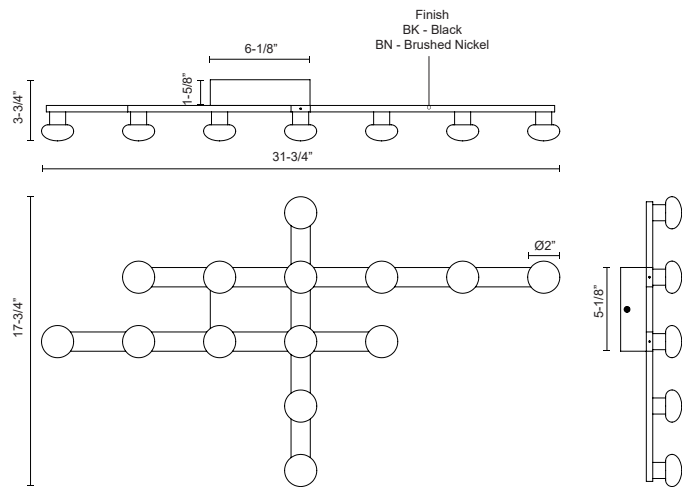 Finish
BK - Black
BN - Brushed Nickel
6-1/8”
1-5/8”
3-3/4”
31-3/4”
Ø2”
17-3/4”
5-1/8”